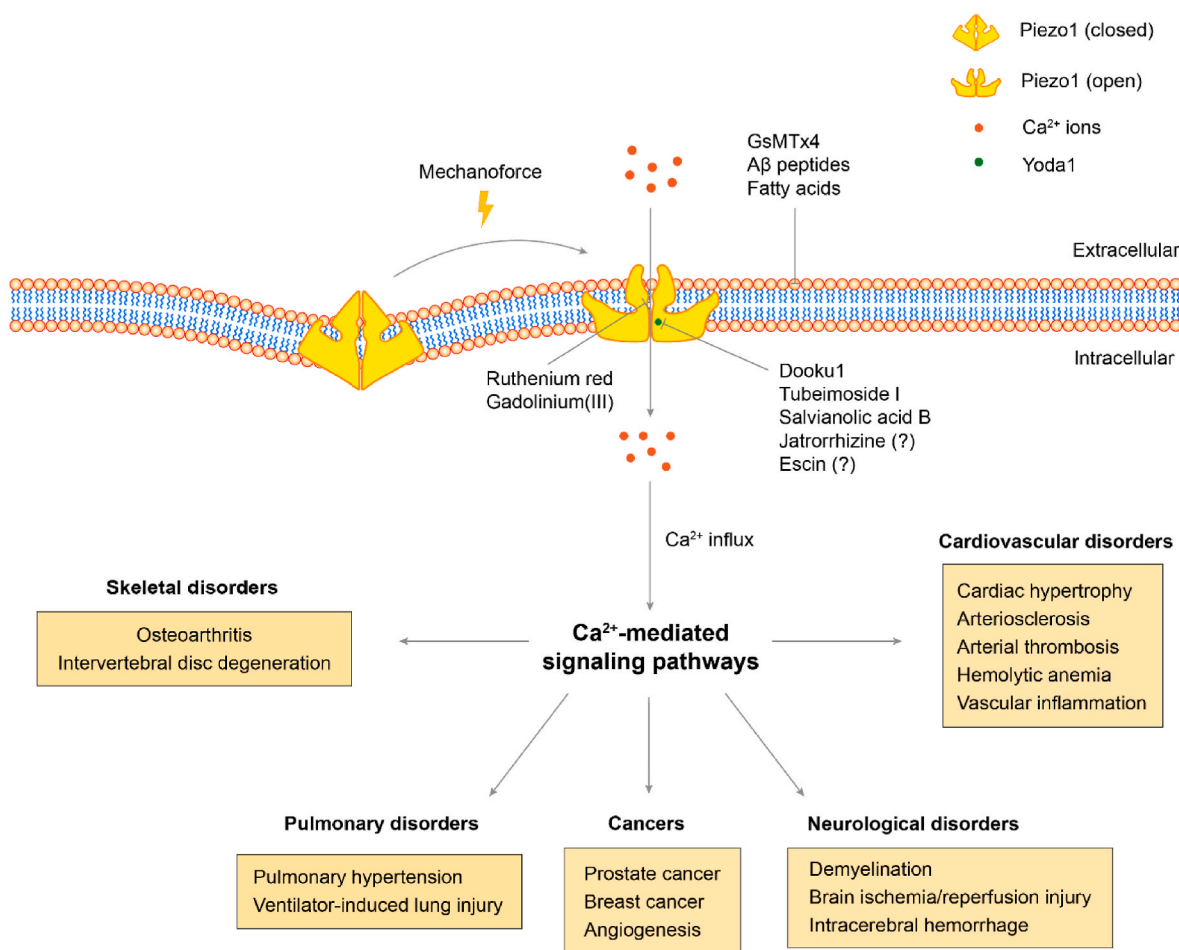 Piezo1 (closed)
Piezo1 (open)
Ca²⁺ ions
Yoda1
GsMTx4
Aβ peptides
Fatty acids
Mechanoforce
Extracellular
Intracellular
Ruthenium red
Gadolinium(III)
Dooku1
Tubeimoside I
Salvianolic acid B
Jatrorrhizine (?)
Escin (?)
Ca²⁺ influx
Cardiovascular disorders
Cardiac hypertrophy
Arteriosclerosis
Arterial thrombosis
Hemolytic anemia
Vascular inflammation
Skeletal disorders
Osteoarthritis
Intervertebral disc degeneration
Ca²⁺-mediated
signaling pathways
Pulmonary disorders
Pulmonary hypertension
Ventilator-induced lung injury
Cancers
Prostate cancer
Breast cancer
Angiogenesis
Neurological disorders
Demyelination
Brain ischemia/reperfusion injury
Intracerebral hemorrhage